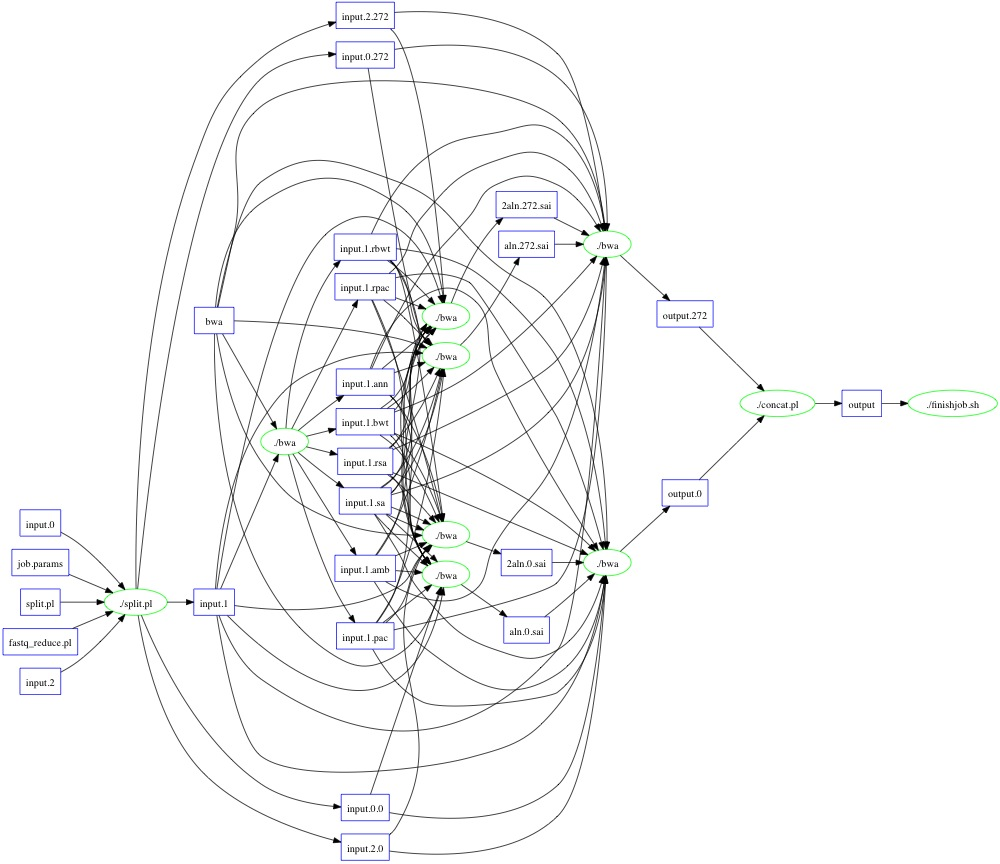 input.2.272
input.0.272
2aln.272.sai
aln.272.sai
./bwa
input.1.rbwt
input.1.rpac
output.272
./bwa
bwa
./bwa
input.1.ann
./concat.pl
output
./finishjob.sh
input.1.bwt
./bwa
input.1.rsa
input.1.sa
output.0
input.0
./bwa
job.params
2aln.0.sai
./bwa
input.1.amb
./bwa
split.pl
./split.pl
input.1
aln.0.sai
input.1.pac
fastq_reduce.pl
input.2
input.0.0
input.2.0